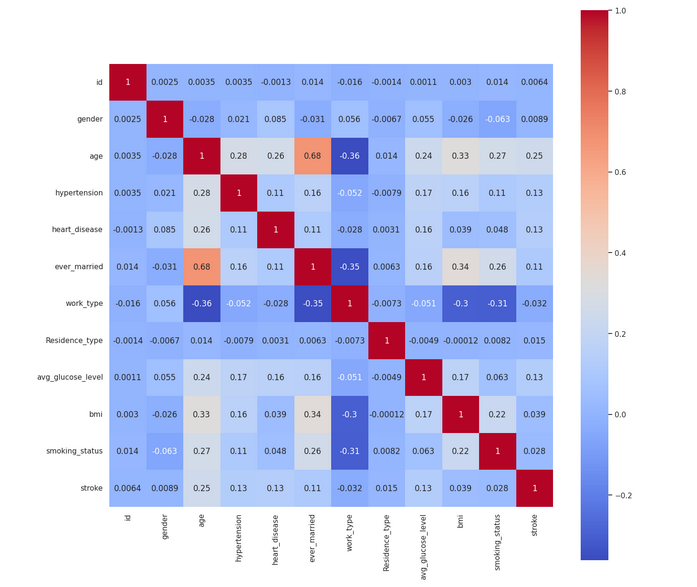 1.0
id 1 0.0025 0.0035 0.0035 -0.0013 0.014 -0.016 -0.0014 0.0011 0.003 0.014 0.0064
gender 0.0025 1 -0.028 0.021 0.085 -0.031 0.056 -0.0067 0.055 -0.026 -0.063 0.0089
0.8
age 0.0035 -0.028 1 0.28 0.26 0.68 -0.36 0.014 0.24 0.33 0.27 0.25
0.6
hypertension 0.0035 0.021 0.28 1 0.11 0.16 -0.052 -0.0079 0.17 0.16 0.11 0.13
heart_disease -0.0013 0.085 0.26 0.11 1 0.11 -0.028 0.0031 0.16 0.039 0.048 0.13
0.4
ever_married 0.014 -0.031 0.68 0.16 0.11 1 -0.35 0.0063 0.16 0.34 0.26 0.11
work_type -0.016 0.056 -0.36 -0.052 -0.028 -0.35 1 -0.0073 -0.051 -0.3 -0.31 -0.032
0.2
Residence_type -0.0014 -0.0067 0.014 -0.0079 0.0031 0.0063 -0.0073 1 -0.0049 -0.00012 0.0082 0.015
avg_glucose_level 0.0011 0.055 0.24 0.17 0.16 0.16 -0.051 -0.0049 1 0.17 0.063 0.13
0.0
bmi 0.003 -0.026 0.33 0.16 0.039 0.34 -0.3 -0.00012 0.17 1 0.22 0.039
smoking_status 0.014 -0.063 0.27 0.11 0.048 0.26 -0.31 0.0082 0.063 0.22 1 0.028
stroke 0.0064 0.0089 0.25 0.13 0.13 0.11 -0.032 0.015 0.13 0.039 0.028 1
−0.2
id
gender
age
hypertension
heart_disease
ever_married
work_type
Residence_type
avg_glucose_level
bmi
smoking_status
stroke